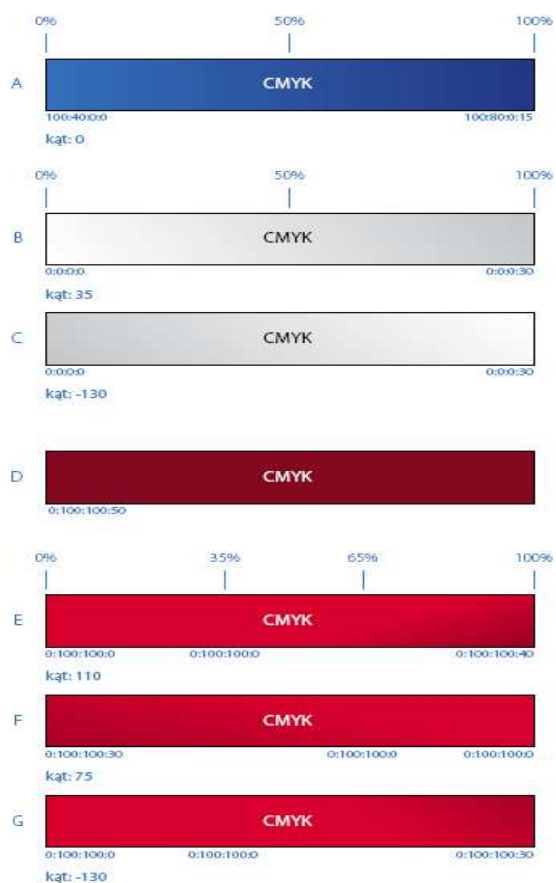 0% 50% 100%
A CMYK
100:40:0:0 100:80:0:15
kąt: 0
0% 50% 100%
B CMYK
0:0:0:0 0:0:0:30
kąt: 35
C CMYK
0:0:0:0 0:0:0:30
kąt: -130
D CMYK
0:100:100:50
0% 35% 65% 100%
E CMYK
0:100:100:0 0:100:100:0 0:100:100:40
kąt: 110
F CMYK
0:100:100:30 0:100:100:0 0:100:100:0
kąt: 75
G CMYK
0:100:100:0 0:100:100:0 0:100:100:30
kąt: -130